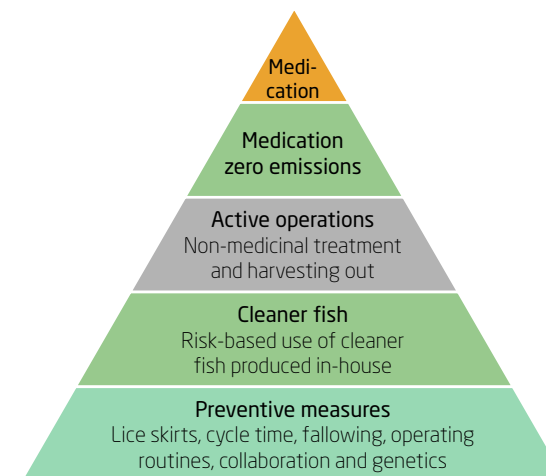 Medi-
cation
Medication
zero emissions
Active operations
Non-medicinal treatment
and harvesting out
Cleaner fish
Risk-based use of cleaner
fish produced in-house
Preventive measures
Lice skirts, cycle time, fallowing, operating
routines, collaboration and genetics